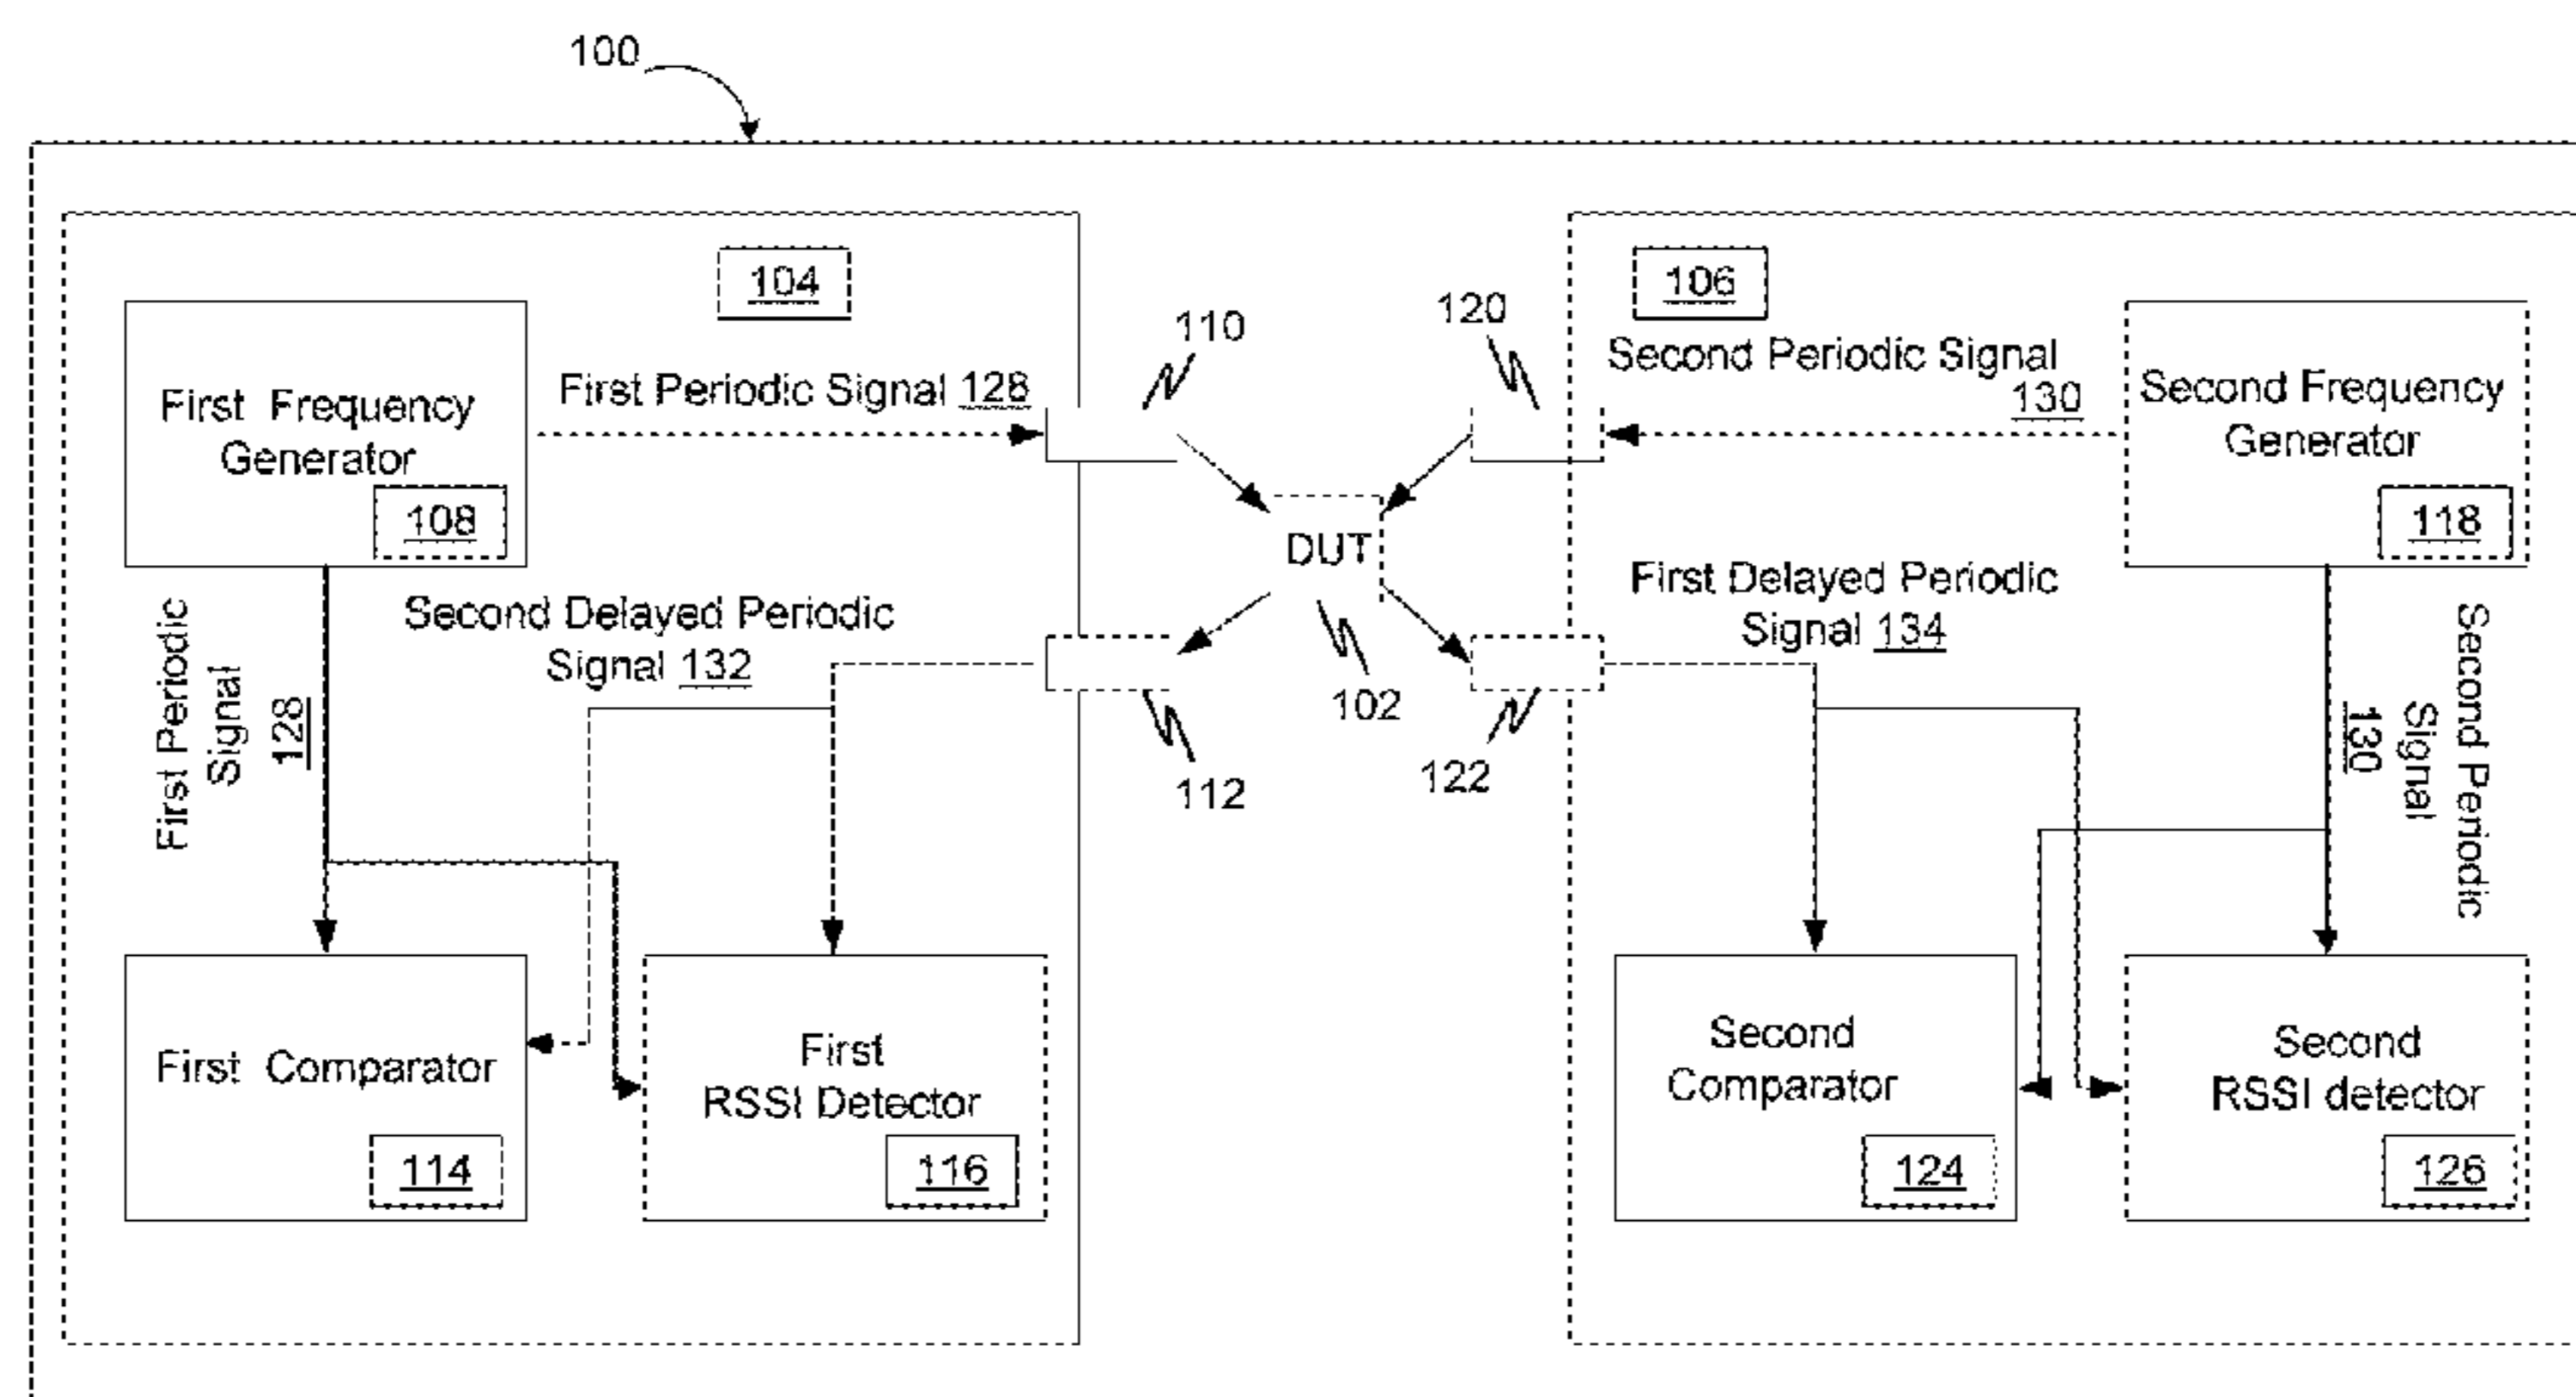 100
104
First Frequency
Generator
108
First Periodic Signal 128
110
120
106
Second Periodic Signal
130
Second Frequency
Generator
118
DUT
102
First Periodic
Signal
128
Second Delayed Periodic
Signal 132
112
122
First Delayed Periodic
Signal 134
Second Periodic
Signal
130
First Comparator
114
First
RSSI Detector
116
Second
Comparator
124
Second
RSSI detector
126